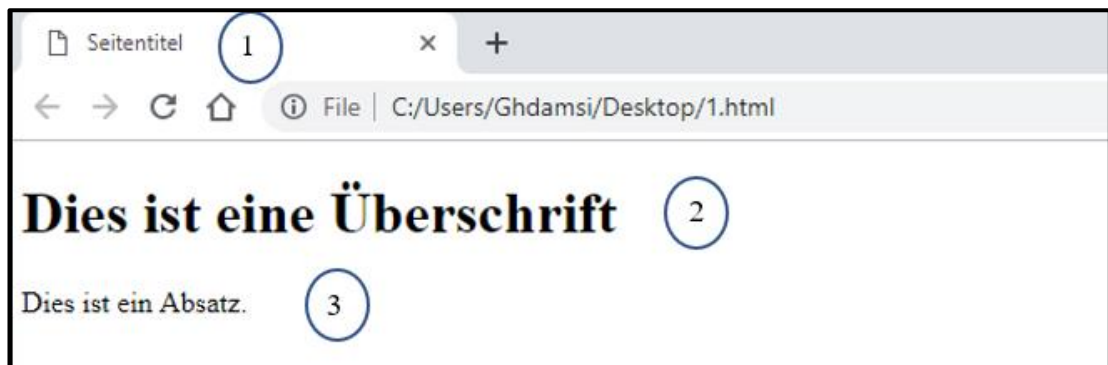 Seitentitel 1
File C:/Users/Ghdamsi/Desktop/1.html
Dies ist eine Überschrift 2
Dies ist ein Absatz. 3